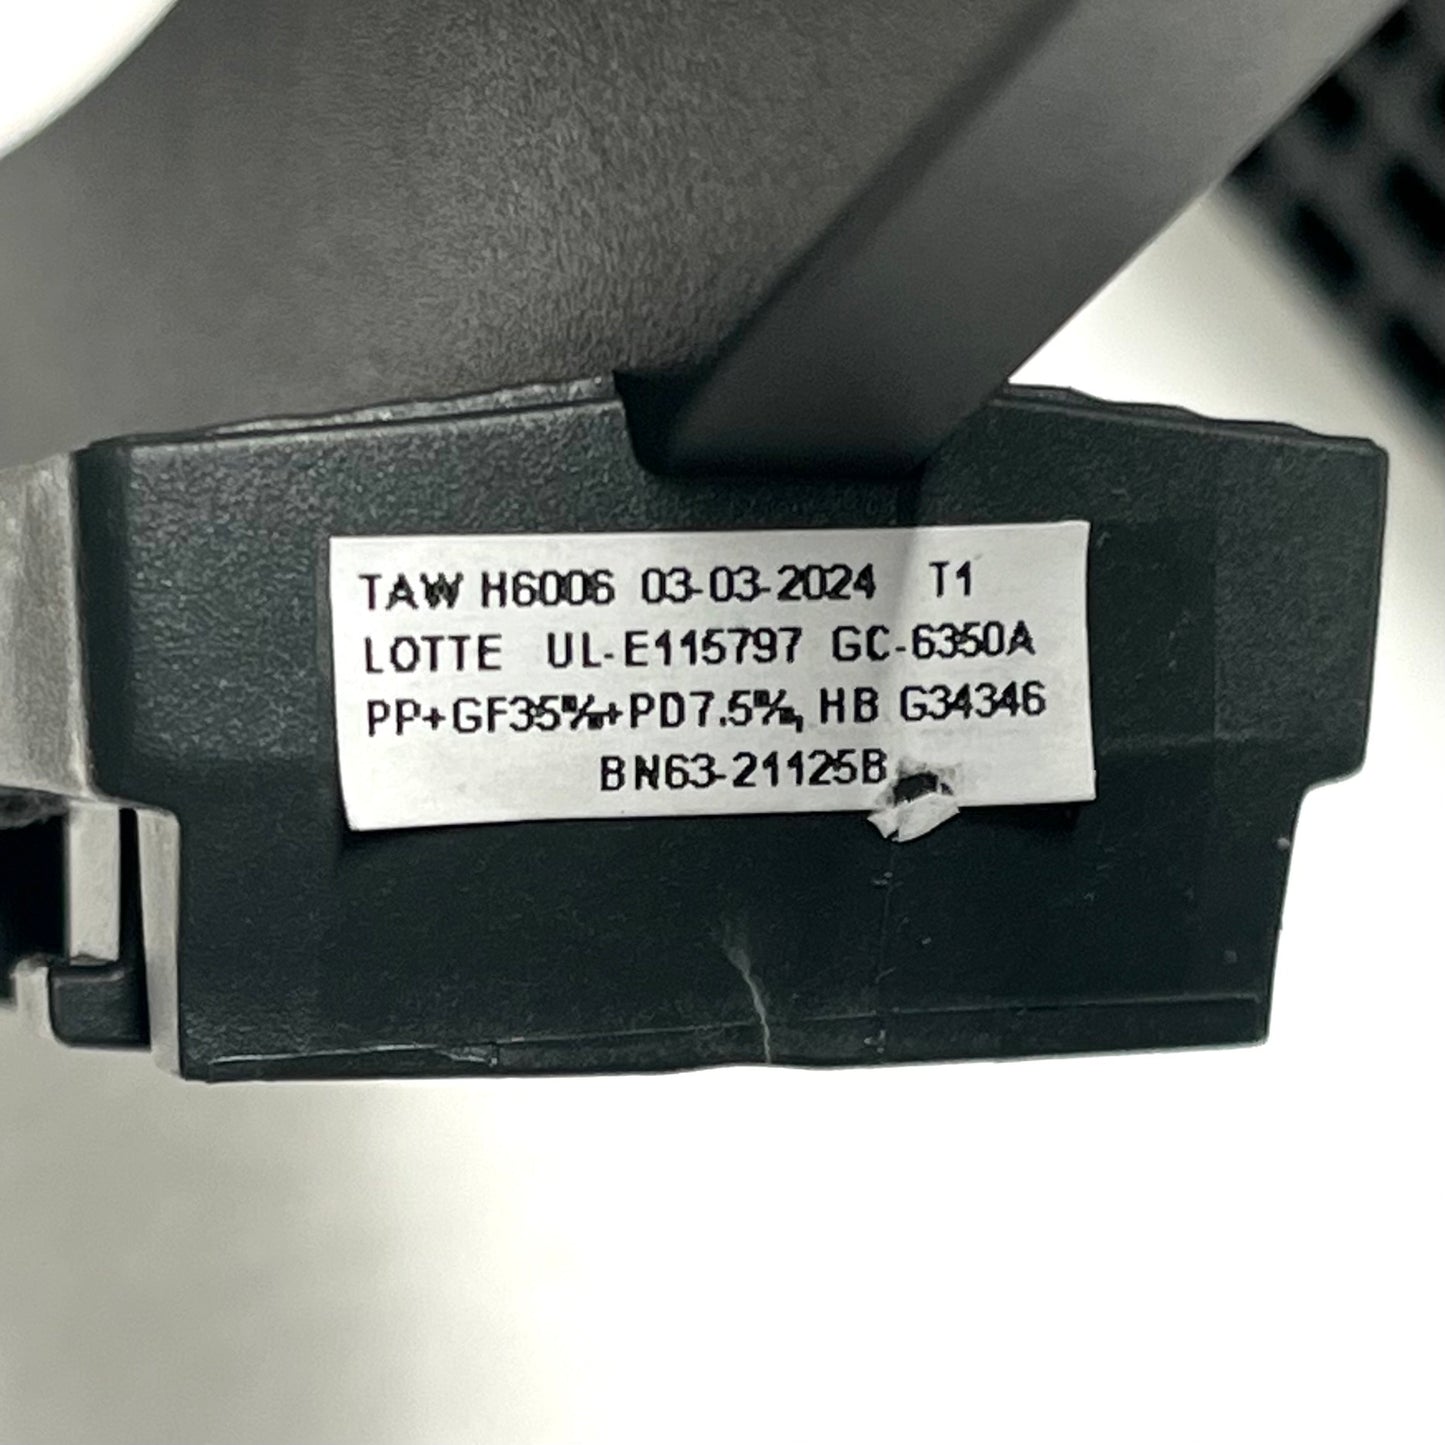 TAW H6006 03-03-2024 T1
LOTTE UL-E115797 GC-6350A
PP+GF35%+PD7.5%, HB G34346
BN63-21125B